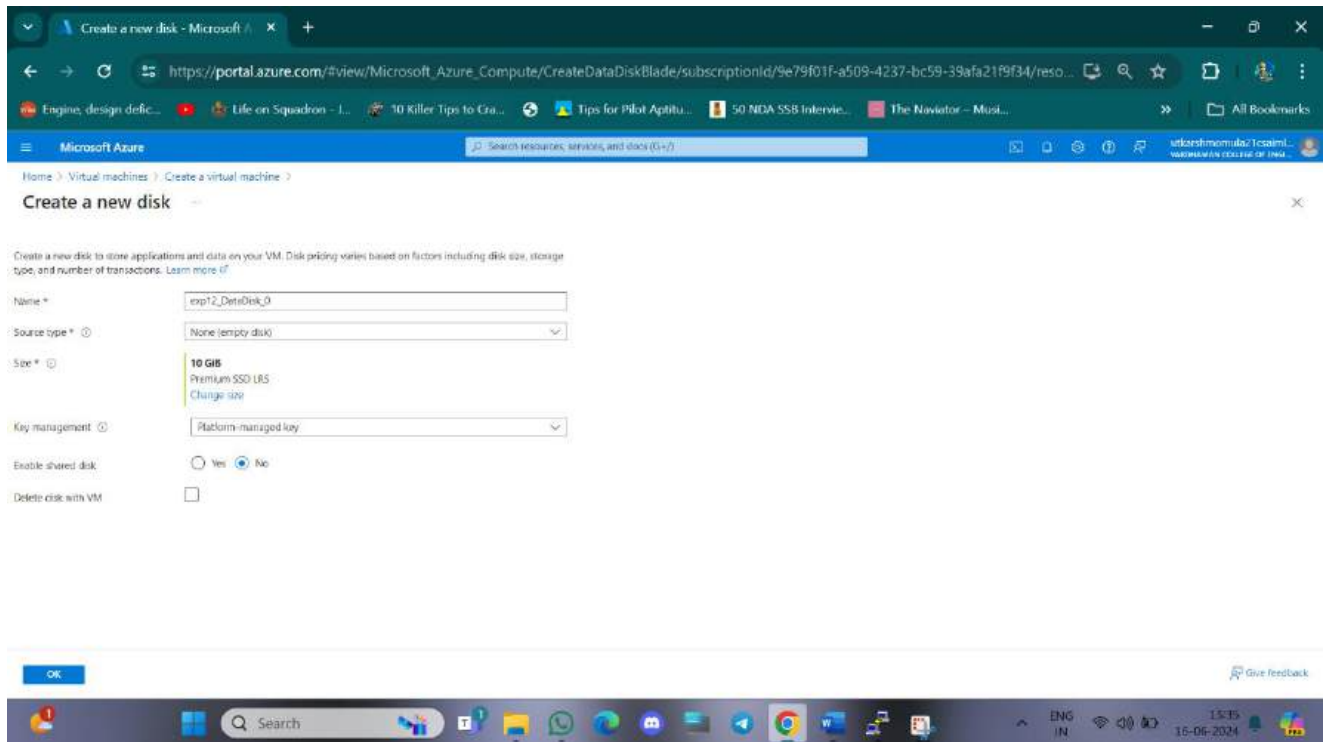 Create a new disk - Microsoft A
https://portal.azure.com/#view/Microsoft_Azure_Compute/CreateDataDiskBlade/subscriptionId/9e79f01f-a509-4237-bc59-39afa21f9f34/reso...
Engine, design defic... Life on Squadron - I... 10 Killer Tips to Cra... Tips for Pilot Aptitu... 50 NDA SSB Intervie... The Naviator – Musi... » All Bookmarks
Microsoft Azure Search resources, services, and docs (G+/) utkarshmomula21csaiml...
VARDHAMAN COLLEGE OF ENGI...
Home > Virtual machines > Create a virtual machine >
Create a new disk ...
Create a new disk to store applications and data on your VM. Disk pricing varies based on factors including disk size, storage
type, and number of transactions. Learn more
Name * exp12_DataDisk_0
Source type * None (empty disk)
Size * 10 GiB
Premium SSD LRS
Change size
Key management Platform-managed key
Enable shared disk Yes No
Delete disk with VM
OK Give feedback
Search ENG 15:35
IN 16-06-2024